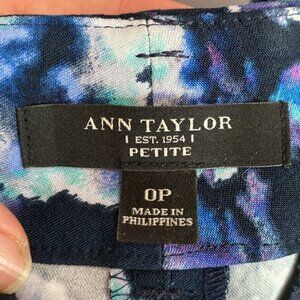 ANN TAYLOR
| EST. 1954 |
PETITE
0P
MADE IN
PHILIPPINES